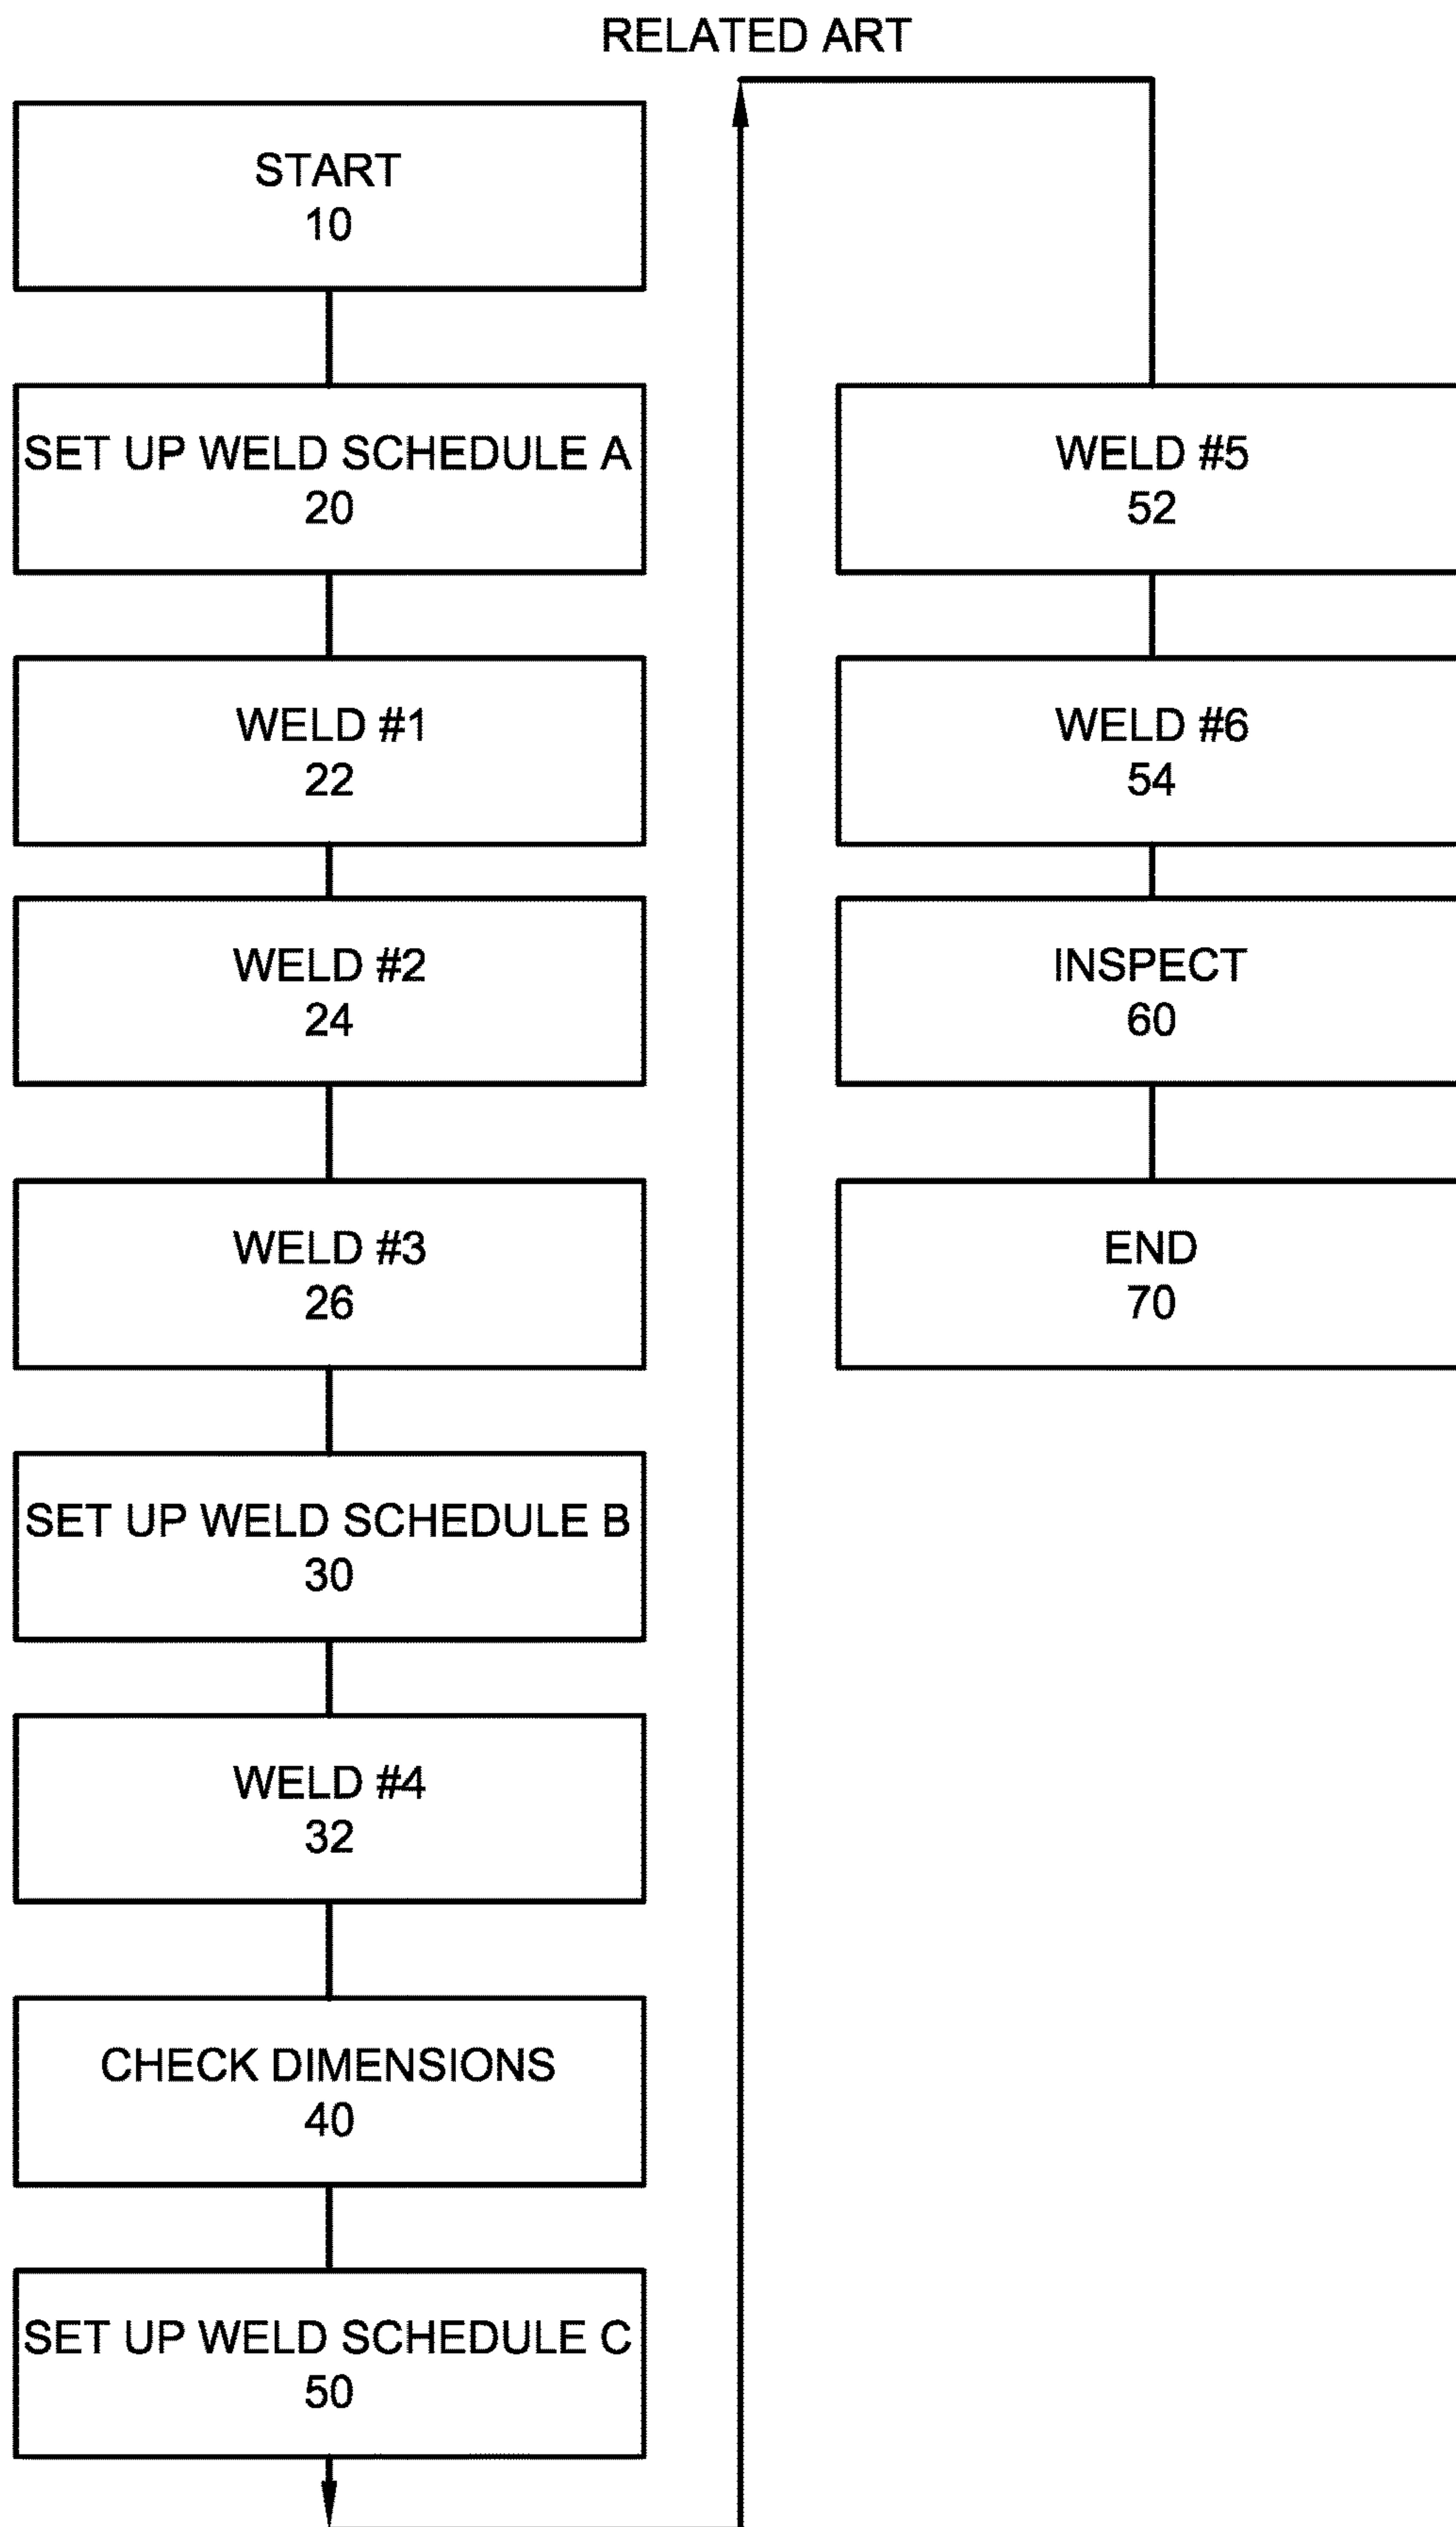 RELATED ART
START
10
SET UP WELD SCHEDULE A
20
WELD #1
22
WELD #2
24
WELD #3
26
SET UP WELD SCHEDULE B
30
WELD #4
32
CHECK DIMENSIONS
40
SET UP WELD SCHEDULE C
50
WELD #5
52
WELD #6
54
INSPECT
60
END
70